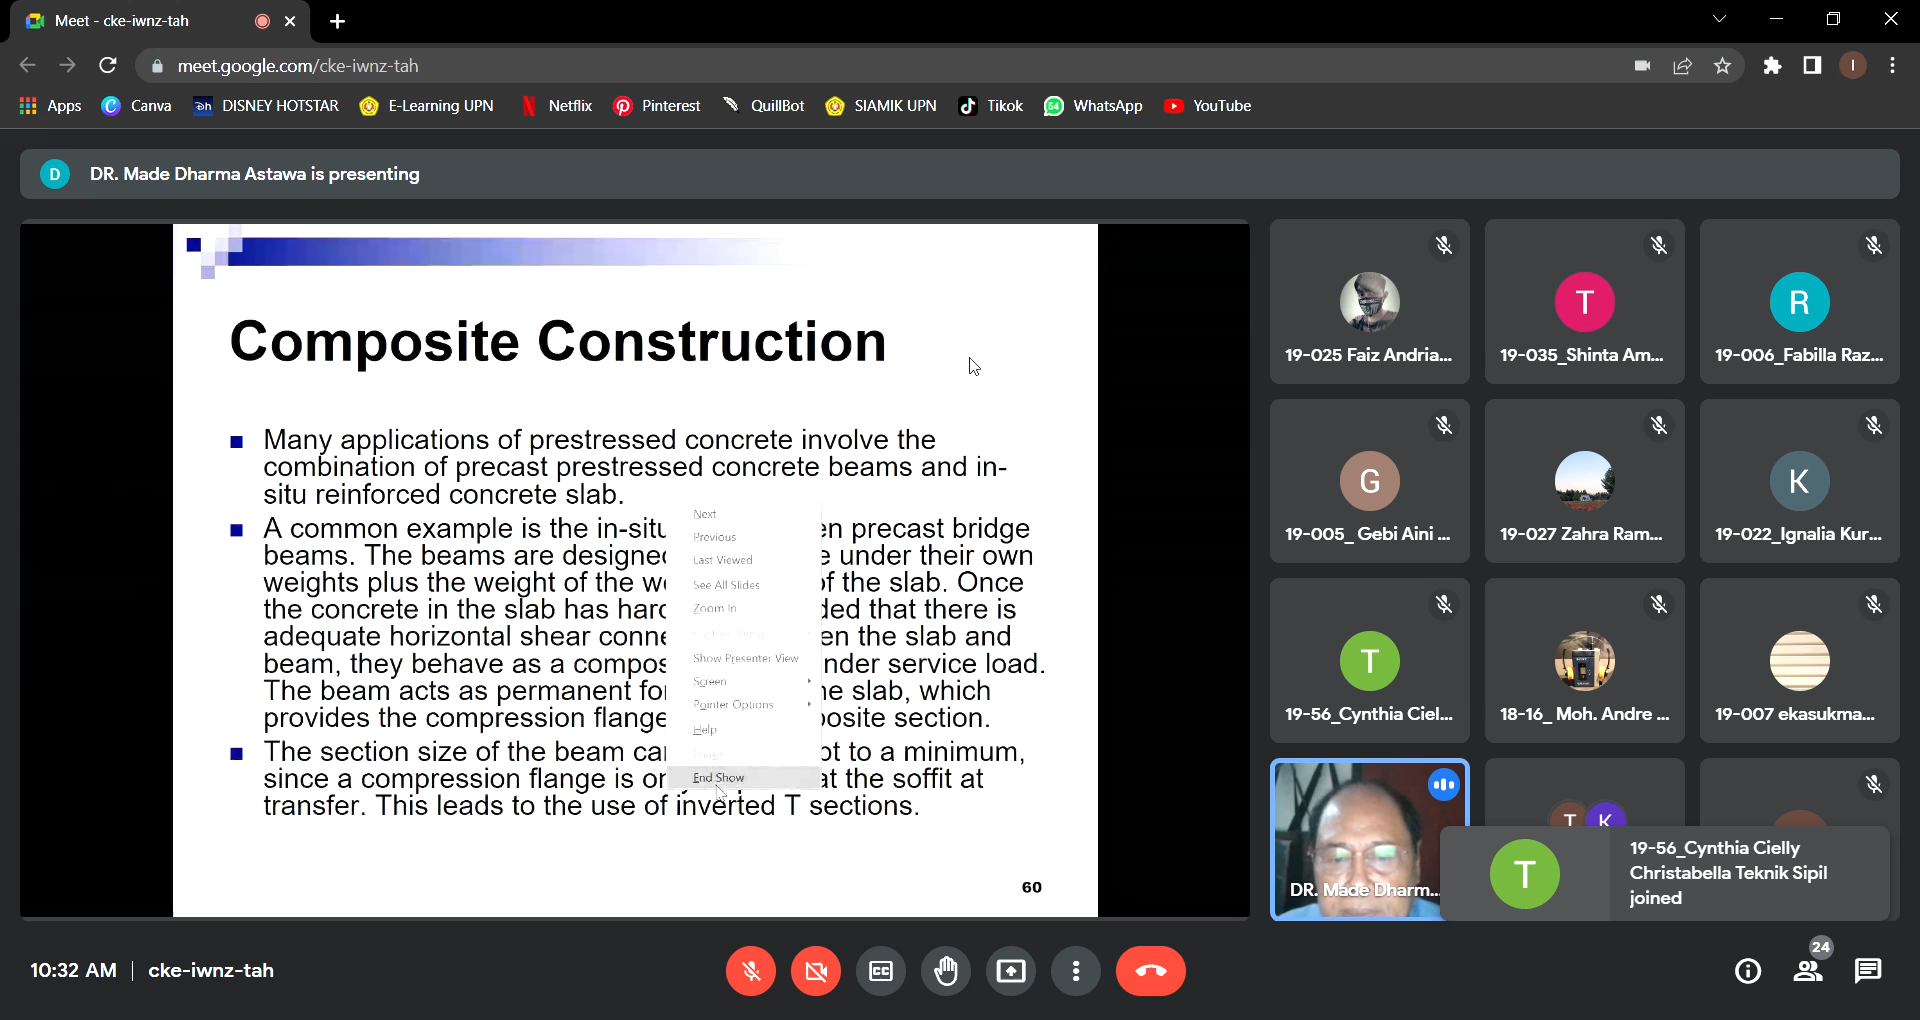 Meet - cke-iwnz-tah
meet.google.com/cke-iwnz-tah
I
Apps Canva DISNEY HOTSTAR E-Learning UPN Netflix Pinterest QuillBot SIAMIK UPN Tikok WhatsApp YouTube
D DR. Made Dharma Astawa is presenting
Composite Construction
Many applications of prestressed concrete involve the
combination of precast prestressed concrete beams and in-
situ reinforced concrete slab.
A common example is the in-situ en precast bridge
beams. The beams are designed e under their own
weights plus the weight of the of the slab. Once
the concrete in the slab has ded that there is
adequate horizontal shear en the slab and
beam, they behave as a nder service load.
The beam acts as permanent slab, which
provides the compression flange section.
The section size of the beam can pt to a minimum,
since a compression flange is at the soffit at
transfer. This leads to the use of inverted T sections.
60
Next
Previous
Last Viewed
See All Slides
Zoom In
Show Presenter View
Screen
Pointer Options
Help
Pause
End Show
19-025 Faiz Andria...
T
19-035_Shinta Am...
R
19-006_Fabilla Raz...
G
19-005_ Gebi Aini ...
19-027 Zahra Ram...
K
19-022_Ignalia Kur...
T
19-56_Cynthia Ciel...
18-16_ Moh. Andre ...
19-007 ekasukma...
DR. Made Dharm...
T K
T
19-56_Cynthia Cielly
Christabella Teknik Sipil
joined
10:32 AM | cke-iwnz-tah
CC
24